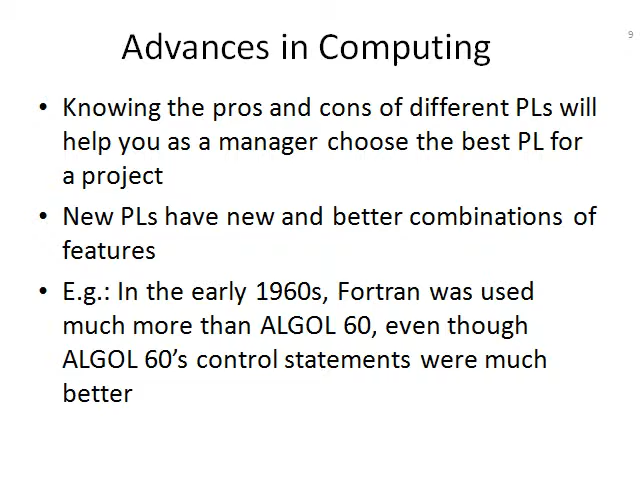 9
Advances in Computing
• Knowing the pros and cons of different PLs will
help you as a manager choose the best PL for
a project
• New PLs have new and better combinations of
features
• E.g.: In the early 1960s, Fortran was used
much more than ALGOL 60, even though
ALGOL 60’s control statements were much
better